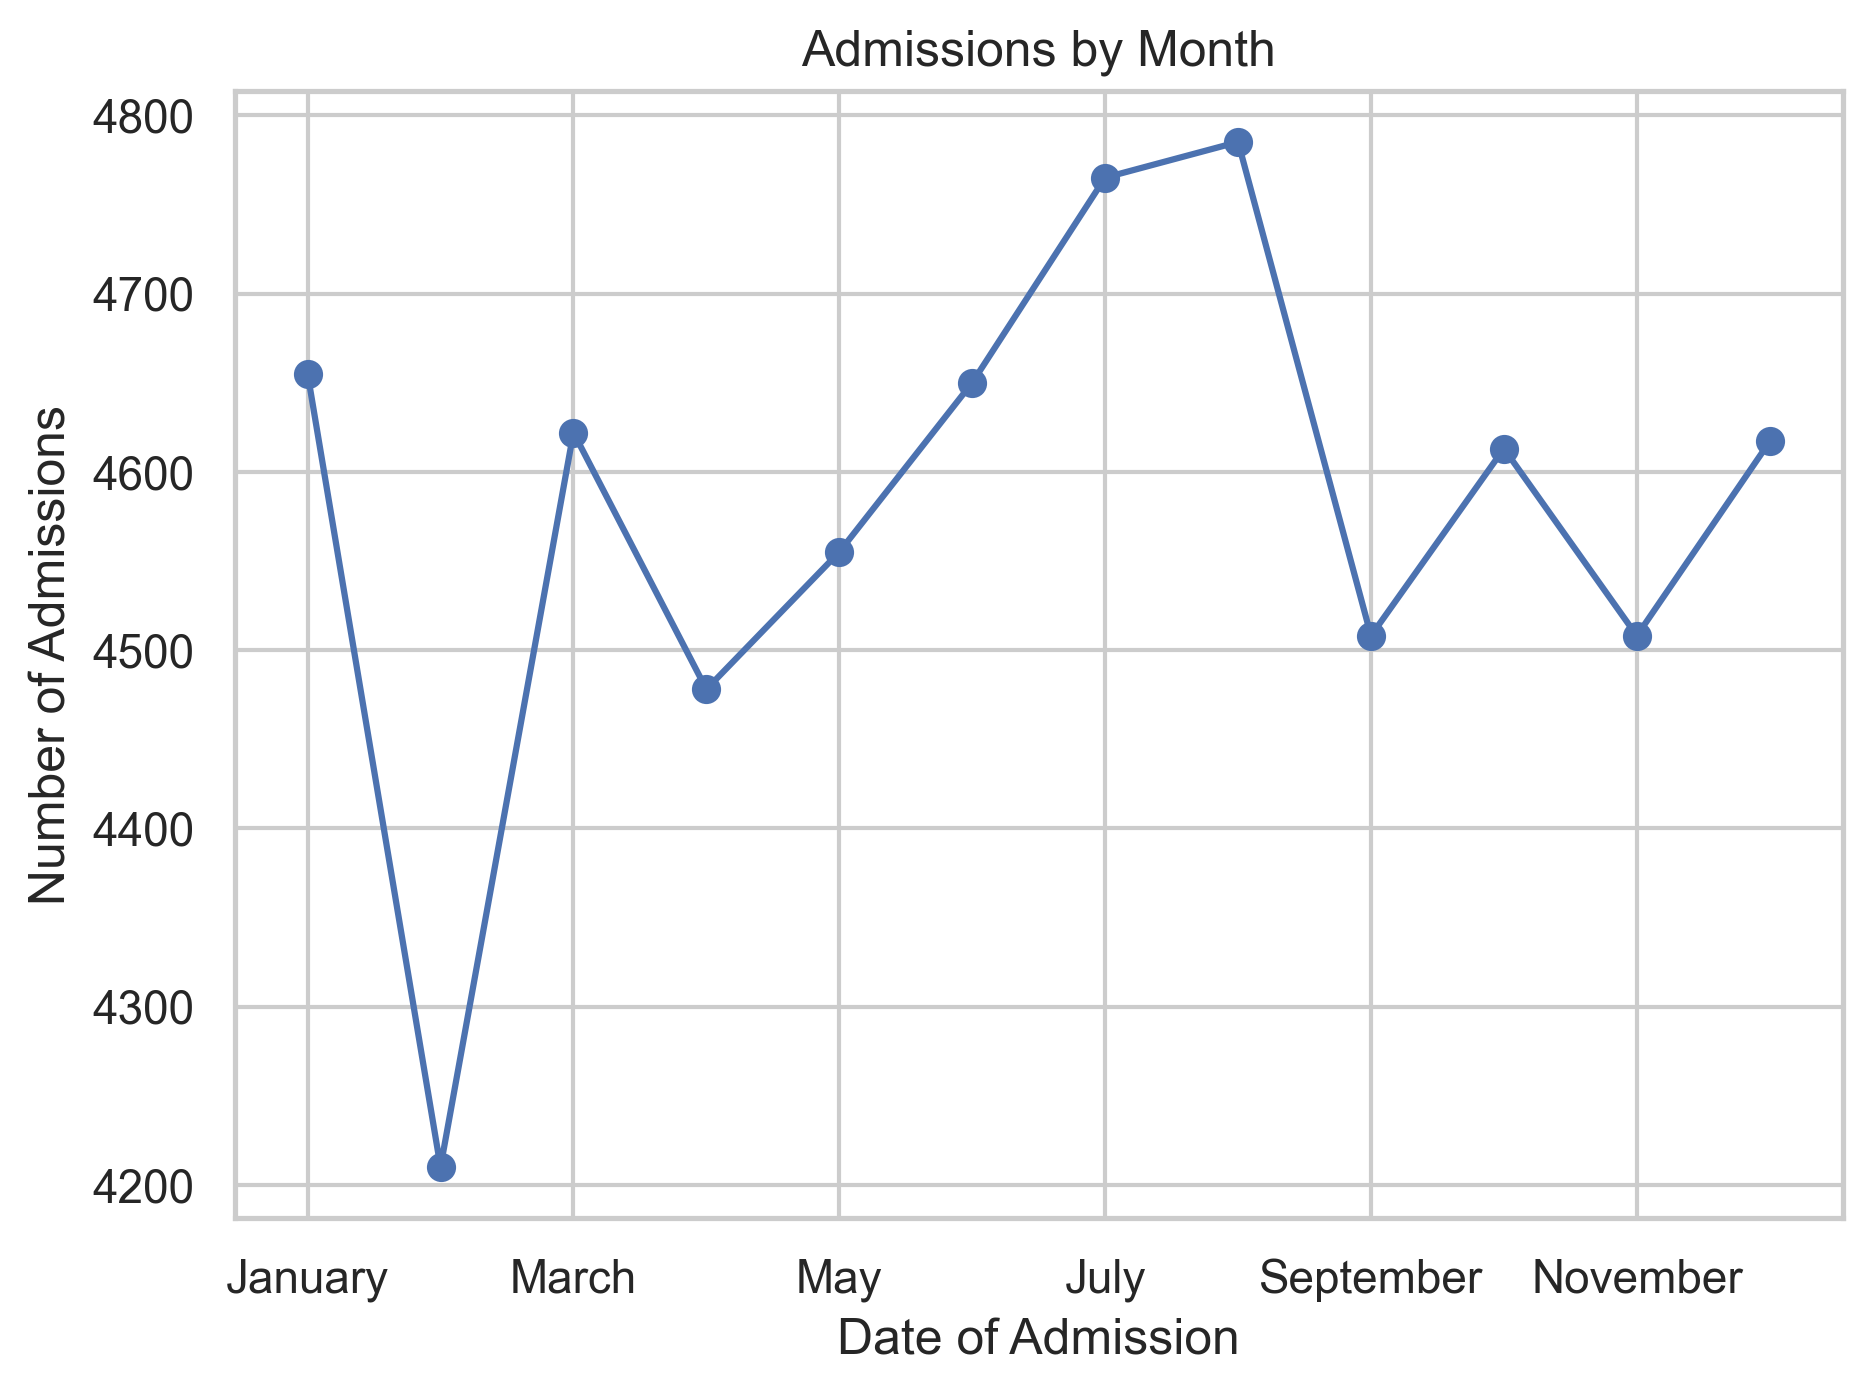 Admissions by Month
4800
4700
4600
4500
4400
4300
4200
Number of Admissions
January March May July September November
Date of Admission